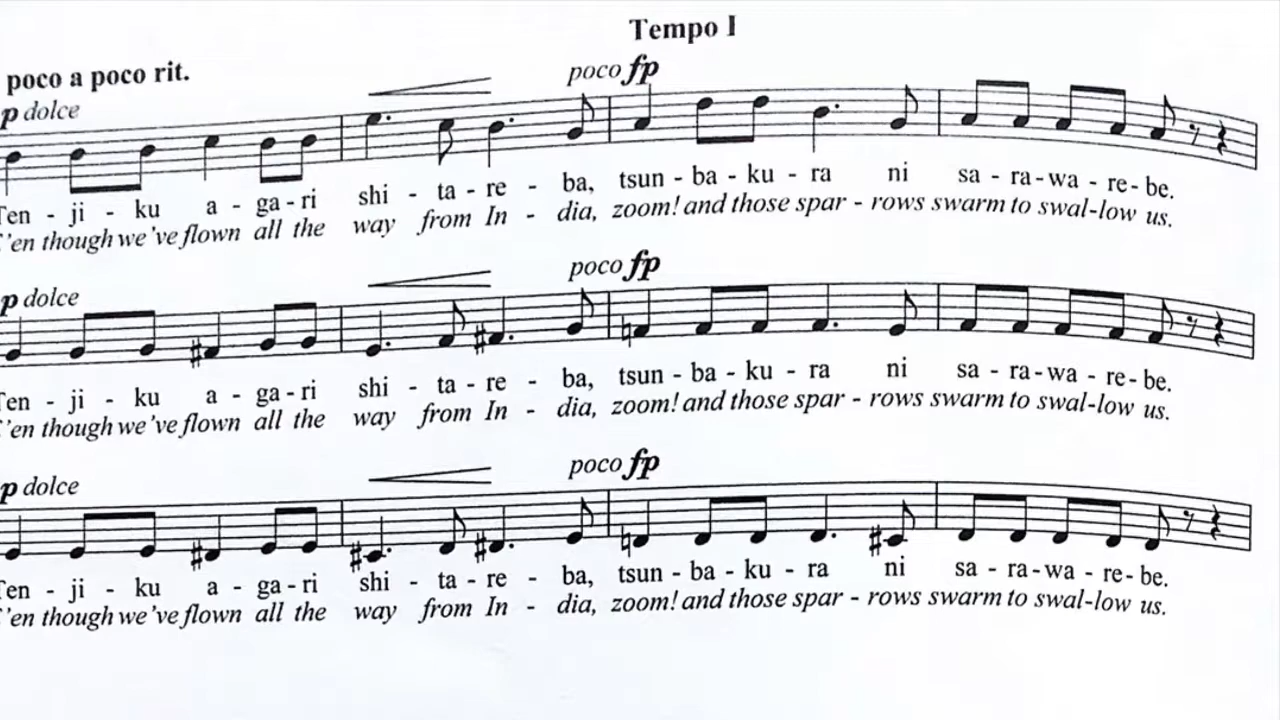 Tempo I
poco a poco rit.
p dolce
poco fp
- ji - ku a - ga - ri shi - ta - re - ba, tsun - ba - ku - ra ni sa - ra - wa - re - be.
though we've flown all the way from In - dia, zoom! and those spar - rows swarm to swal-low us.
p dolce
poco fp
- ji - ku a - ga - ri shi - ta - re - ba, tsun - ba - ku - ra ni sa - ra - wa - re - be.
though we've flown all the way from In - dia, zoom! and those spar - rows swarm to swal-low us.
p dolce
poco fp
- ji - ku a - ga - ri shi - ta - re - ba, tsun - ba - ku - ra ni sa - ra - wa - re - be.
though we've flown all the way from In - dia, zoom! and those spar - rows swarm to swal-low us.